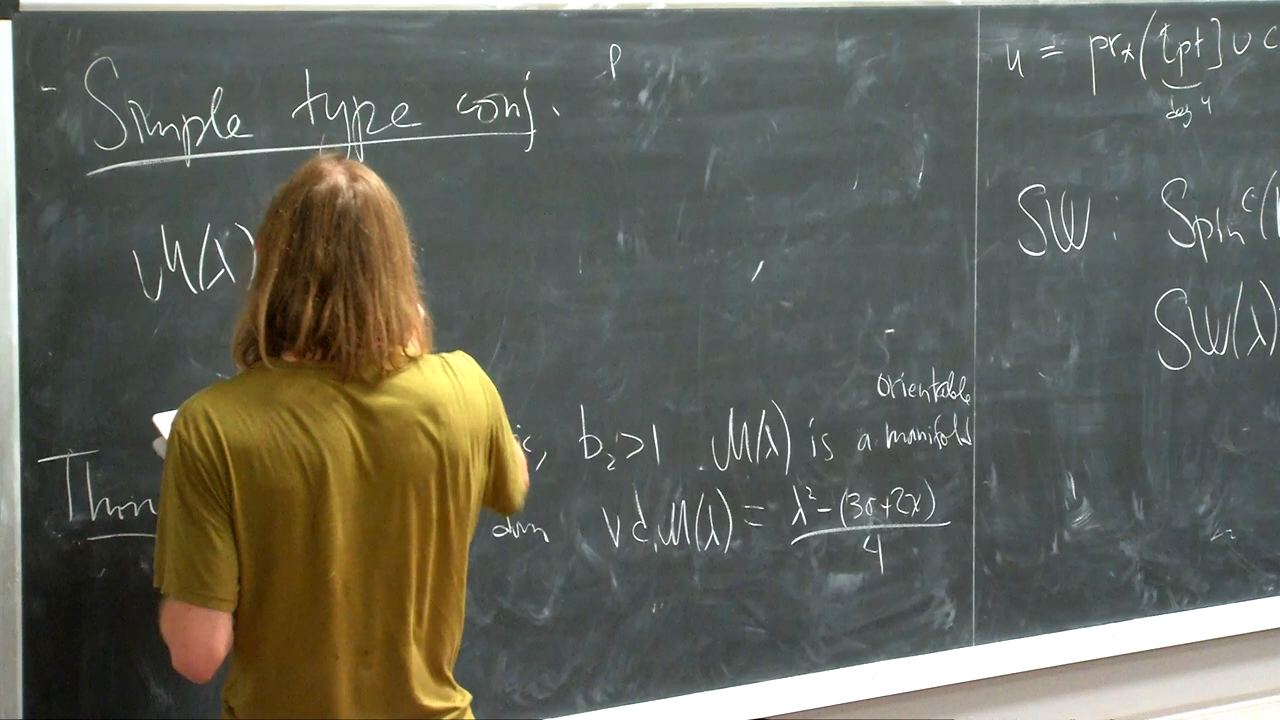 Simple type conj.
M(λ)
Thm
b₂>1 M(λ) is a orientable manifold
dim vd M(λ) = λ²-(3σ+2χ) / 4
u = pr*([pt] ∪ c
deg 4
SW : Spin^c(
SW(λ)